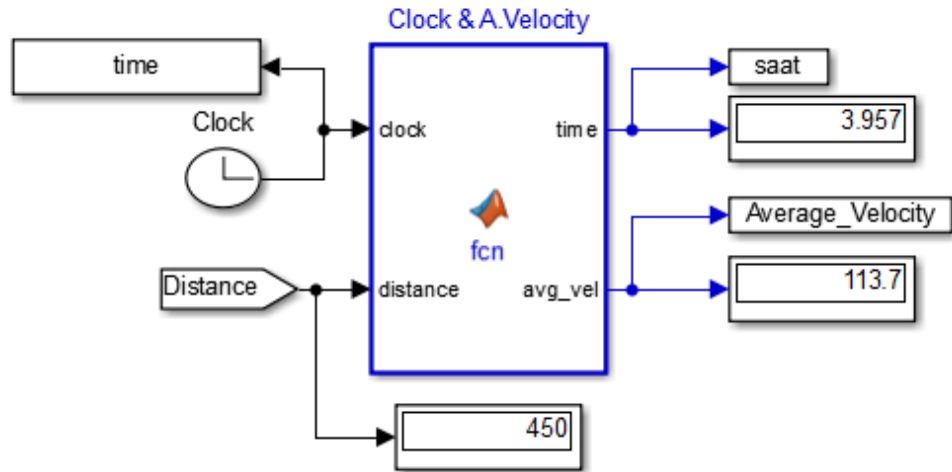 Clock & A.Velocity
time
Clock
clock
time
saat
3.957
fcn
Distance
distance
avg_vel
Average_Velocity
113.7
450